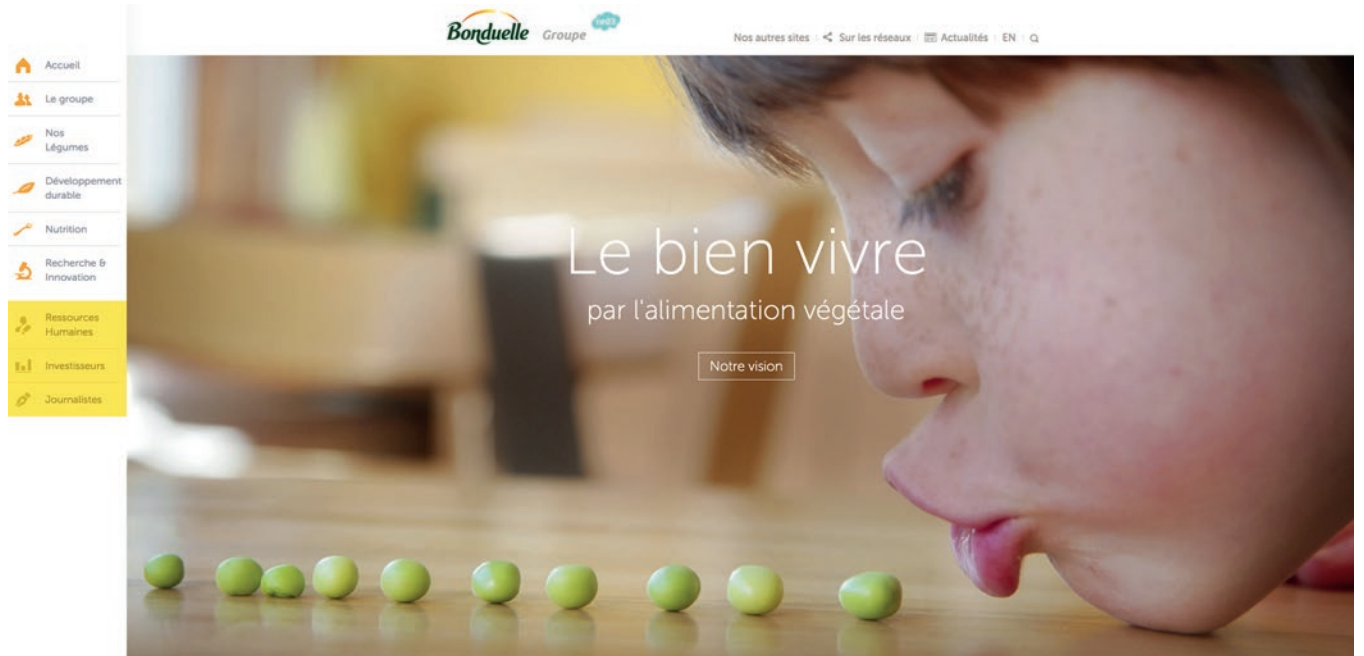 Bonduelle Groupe
Nos autres sites Sur les réseaux Actualités EN
Accueil
Le groupe
Nos
Légumes
Développement
durable
Nutrition
Recherche &
Innovation
Ressources
Humaines
Investisseurs
Journalistes
Le bien vivre
par l'alimentation végétale
Notre vision